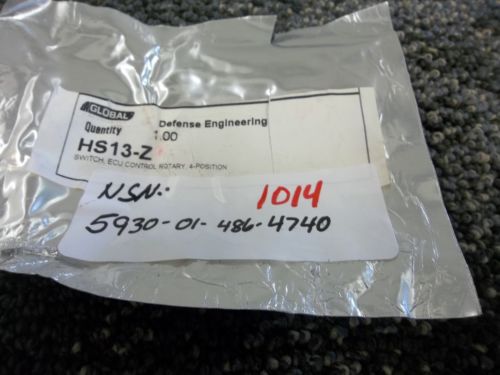 GLOBAL
Defense Engineering
Quantity 1.00
HS13-Z
SWITCH, ECU CONTROL ROTARY, 4-POSITION
NSN: 1014
5930-01-486-4740